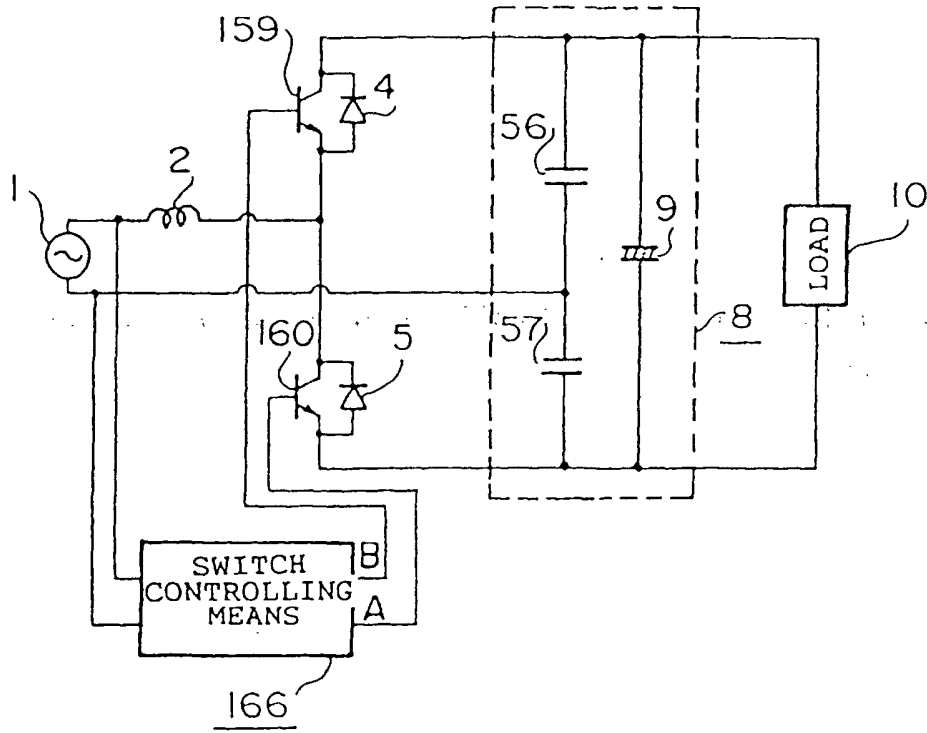 159
4
56
2
1
9
10
LOAD
57
8
160
5
B
SWITCH
CONTROLLING
MEANS
A
166